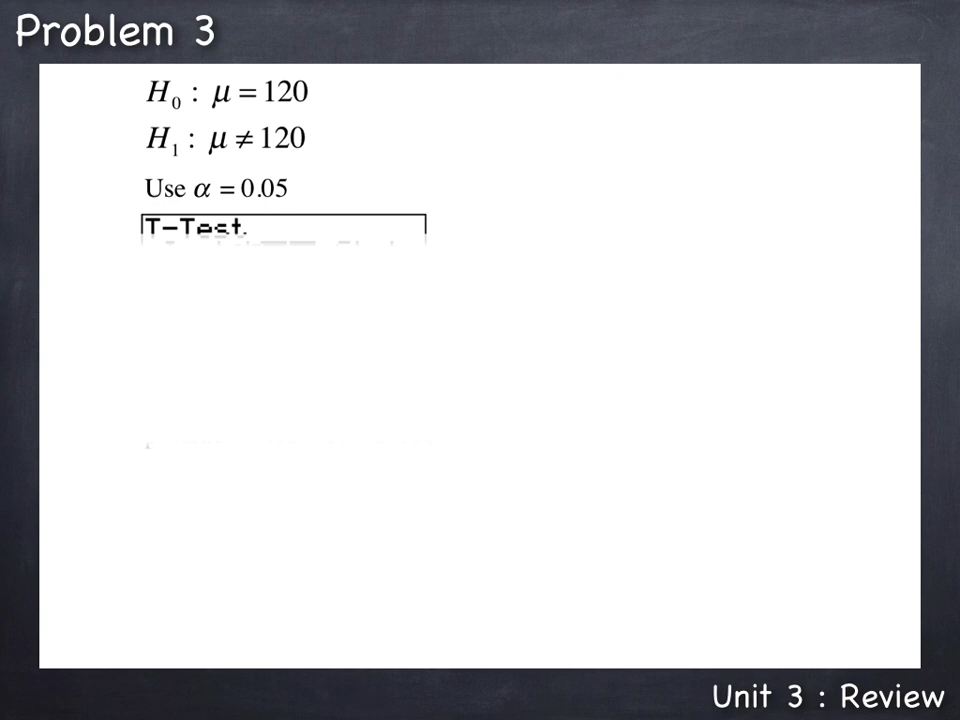 Problem 3
H₀ : μ = 120
H₁ : μ ≠ 120
Use α = 0.05
T-Test
Unit 3 : Review